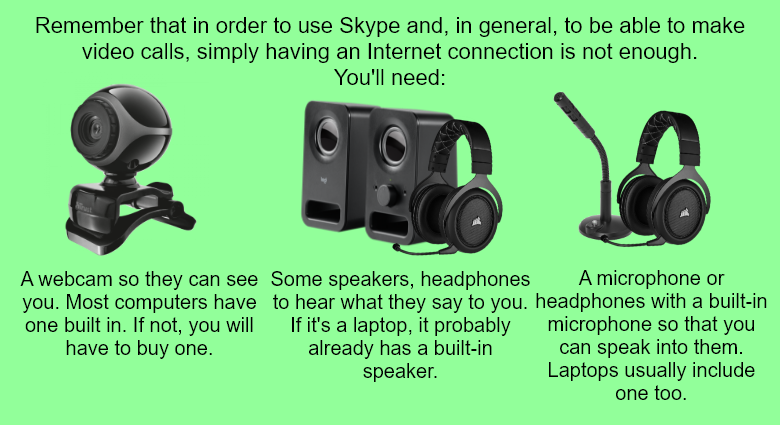 Remember that in order to use Skype and, in general, to be able to make
video calls, simply having an Internet connection is not enough.
You'll need:
A webcam so they can see
you. Most computers have
one built in. If not, you will
have to buy one.
Some speakers, headphones
to hear what they say to you.
If it's a laptop, it probably
already has a built-in
speaker.
A microphone or
headphones with a built-in
microphone so that you
can speak into them.
Laptops usually include
one too.